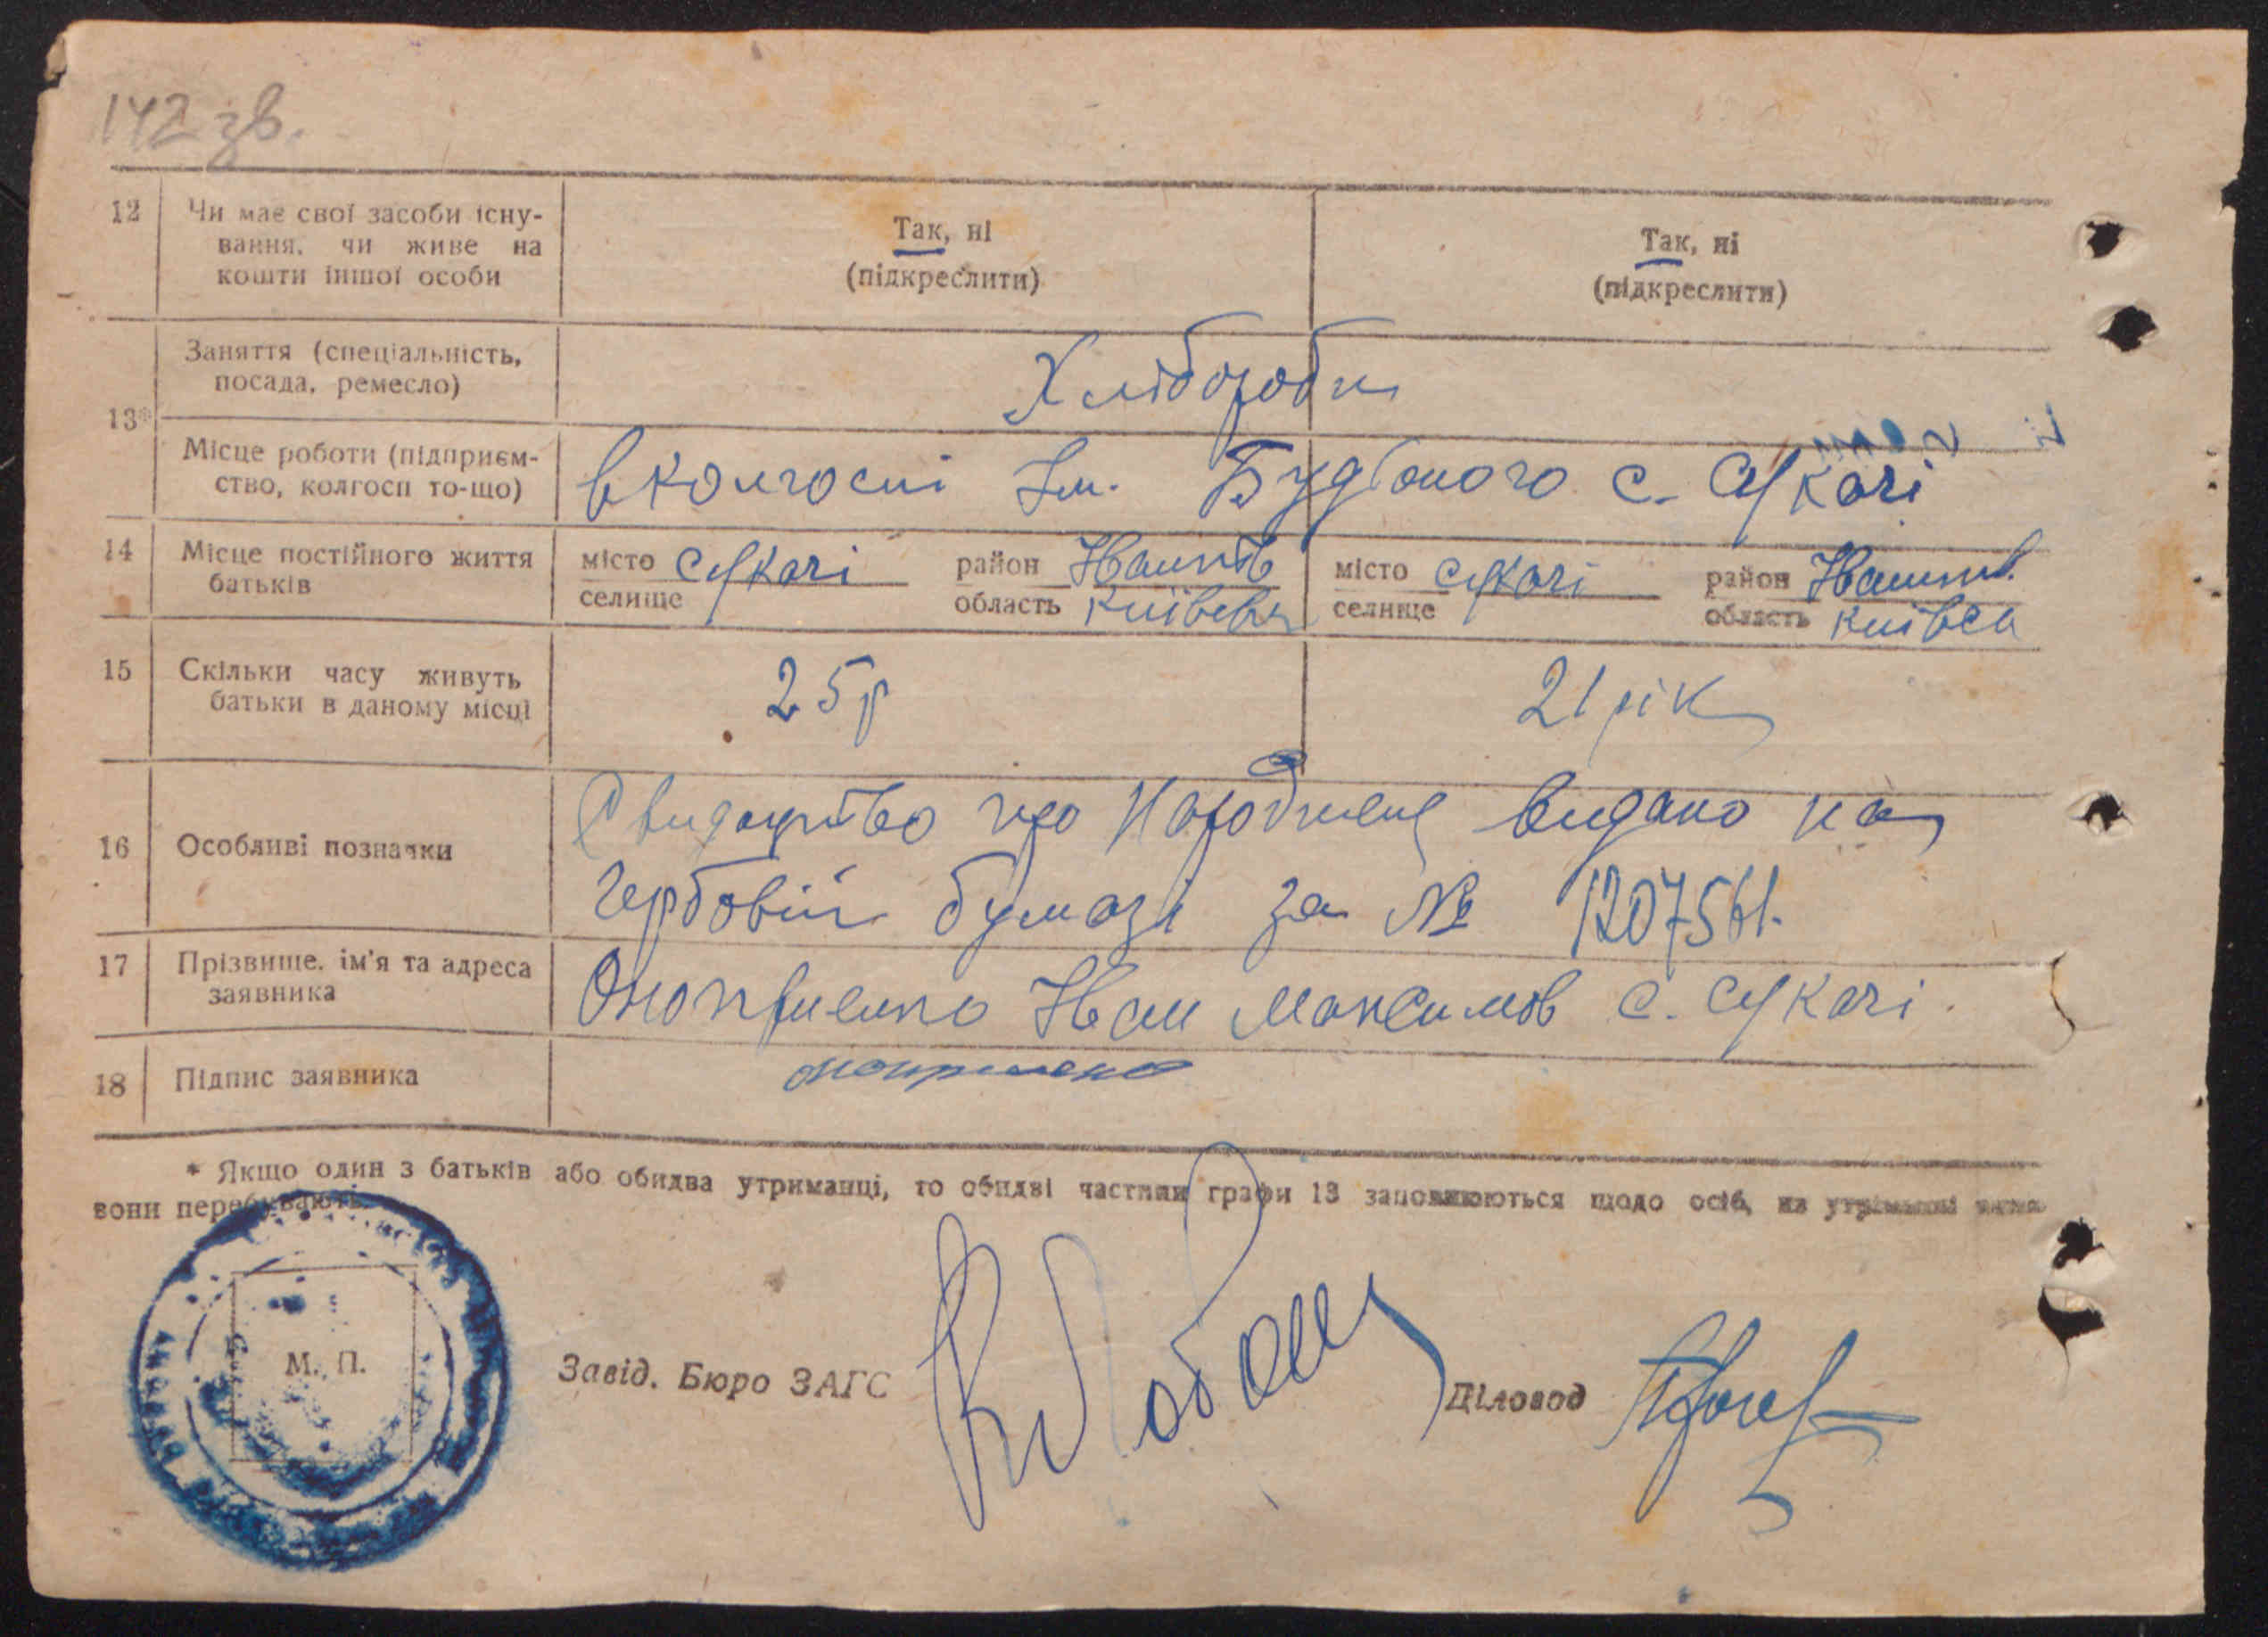 142 зв.
12 Чи має свої засоби існу-
вання, чи живе на
кошти іншої особи
Так, ні
(підкреслити)
Так, ні
(підкреслити)
13* Заняття (спеціальність,
посада, ремесло)
Хлібороби
Місце роботи (підприєм-
ство, колгосп то-що)
в колгоспі Ім. Будьоного с. Сукачі
14 Місце постійного життя
батьків
місто Сукачі район Іванків
селище область Київська
місто Сукачі район Іванків.
селище область Київськ
15 Скільки часу живуть
батьки в даному місці
25 р
21 рік
16 Особливі позначки
Свидоцтво про Народження видано на
гербовій бумазі за № 1207561.
17 Прізвище, ім'я та адреса
заявника
Оноприенко Іван Максимов с. Сукачі.
18 Підпис заявника
оноприенко
* Якщо один з батьків або обидва утриманці, то обидві частини графи 13 заповнюються щодо осіб, на утриманні яких
вони перебувають.
М. П.
Завід. Бюро ЗАГС
Діловод